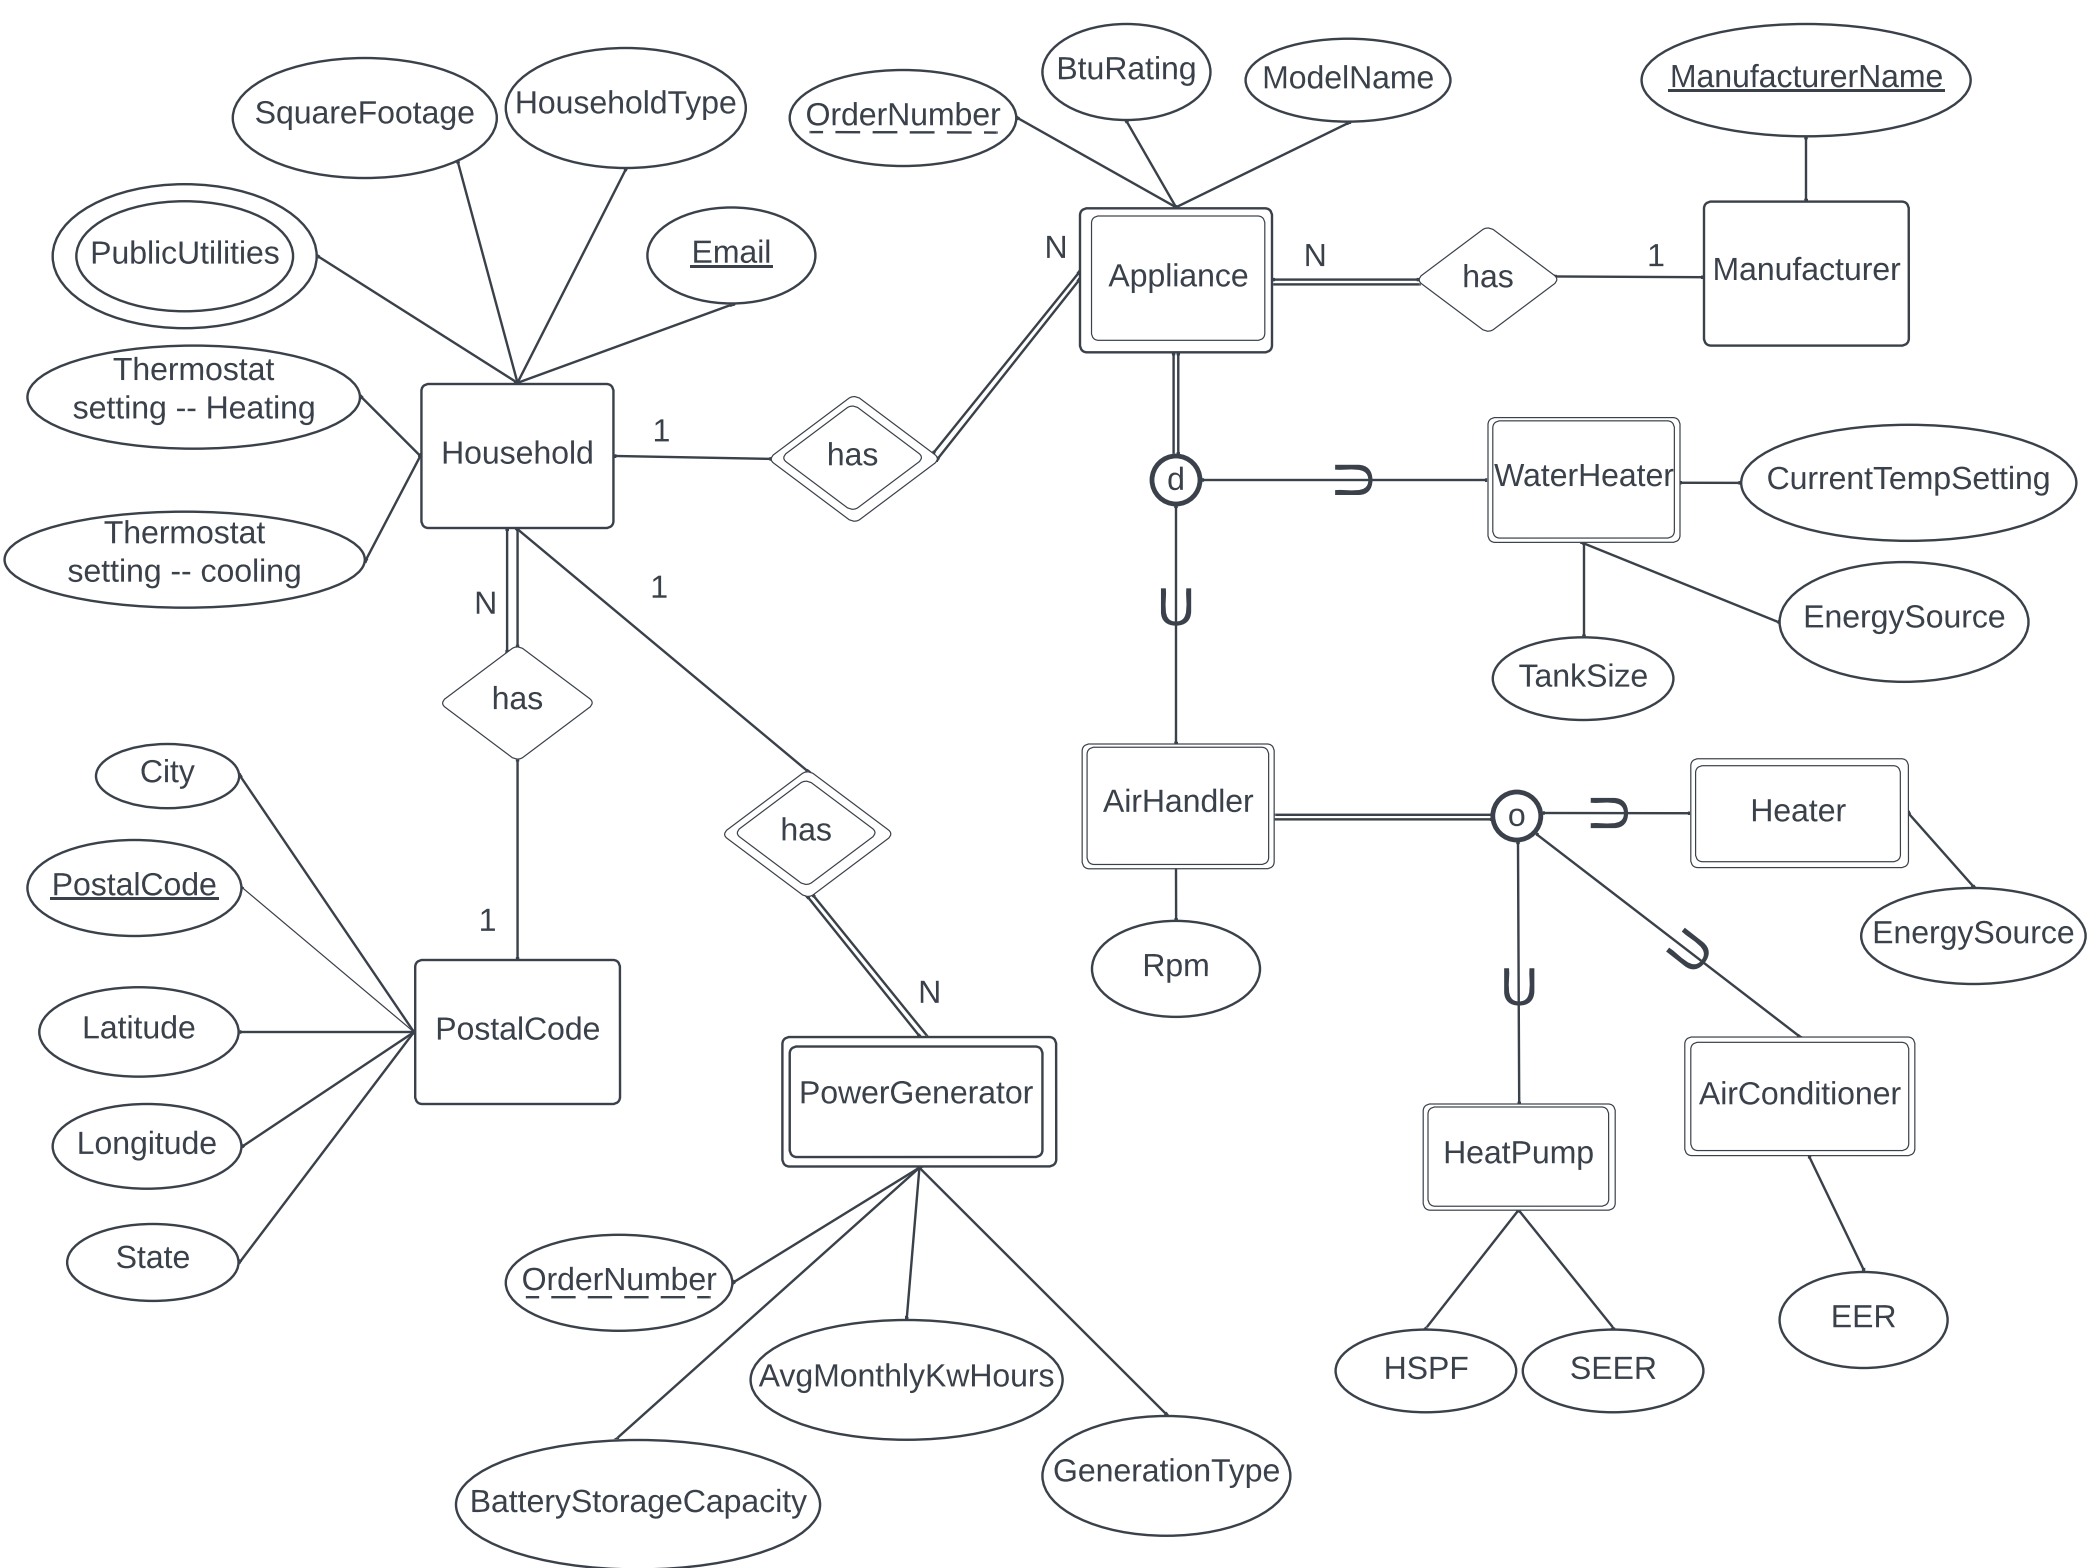 BtuRating
ModelName
ManufacturerName
SquareFootage
HouseholdType
OrderNumber
PublicUtilities
Email
N
Appliance
N
has
1
Manufacturer
Thermostat
setting -- Heating
Household
1
has
d
WaterHeater
CurrentTempSetting
Thermostat
setting -- cooling
N
1
EnergySource
TankSize
has
City
has
AirHandler
o
Heater
PostalCode
1
EnergySource
Rpm
N
Latitude
PostalCode
PowerGenerator
AirConditioner
Longitude
HeatPump
State
OrderNumber
EER
AvgMonthlyKwHours
HSPF
SEER
GenerationType
BatteryStorageCapacity